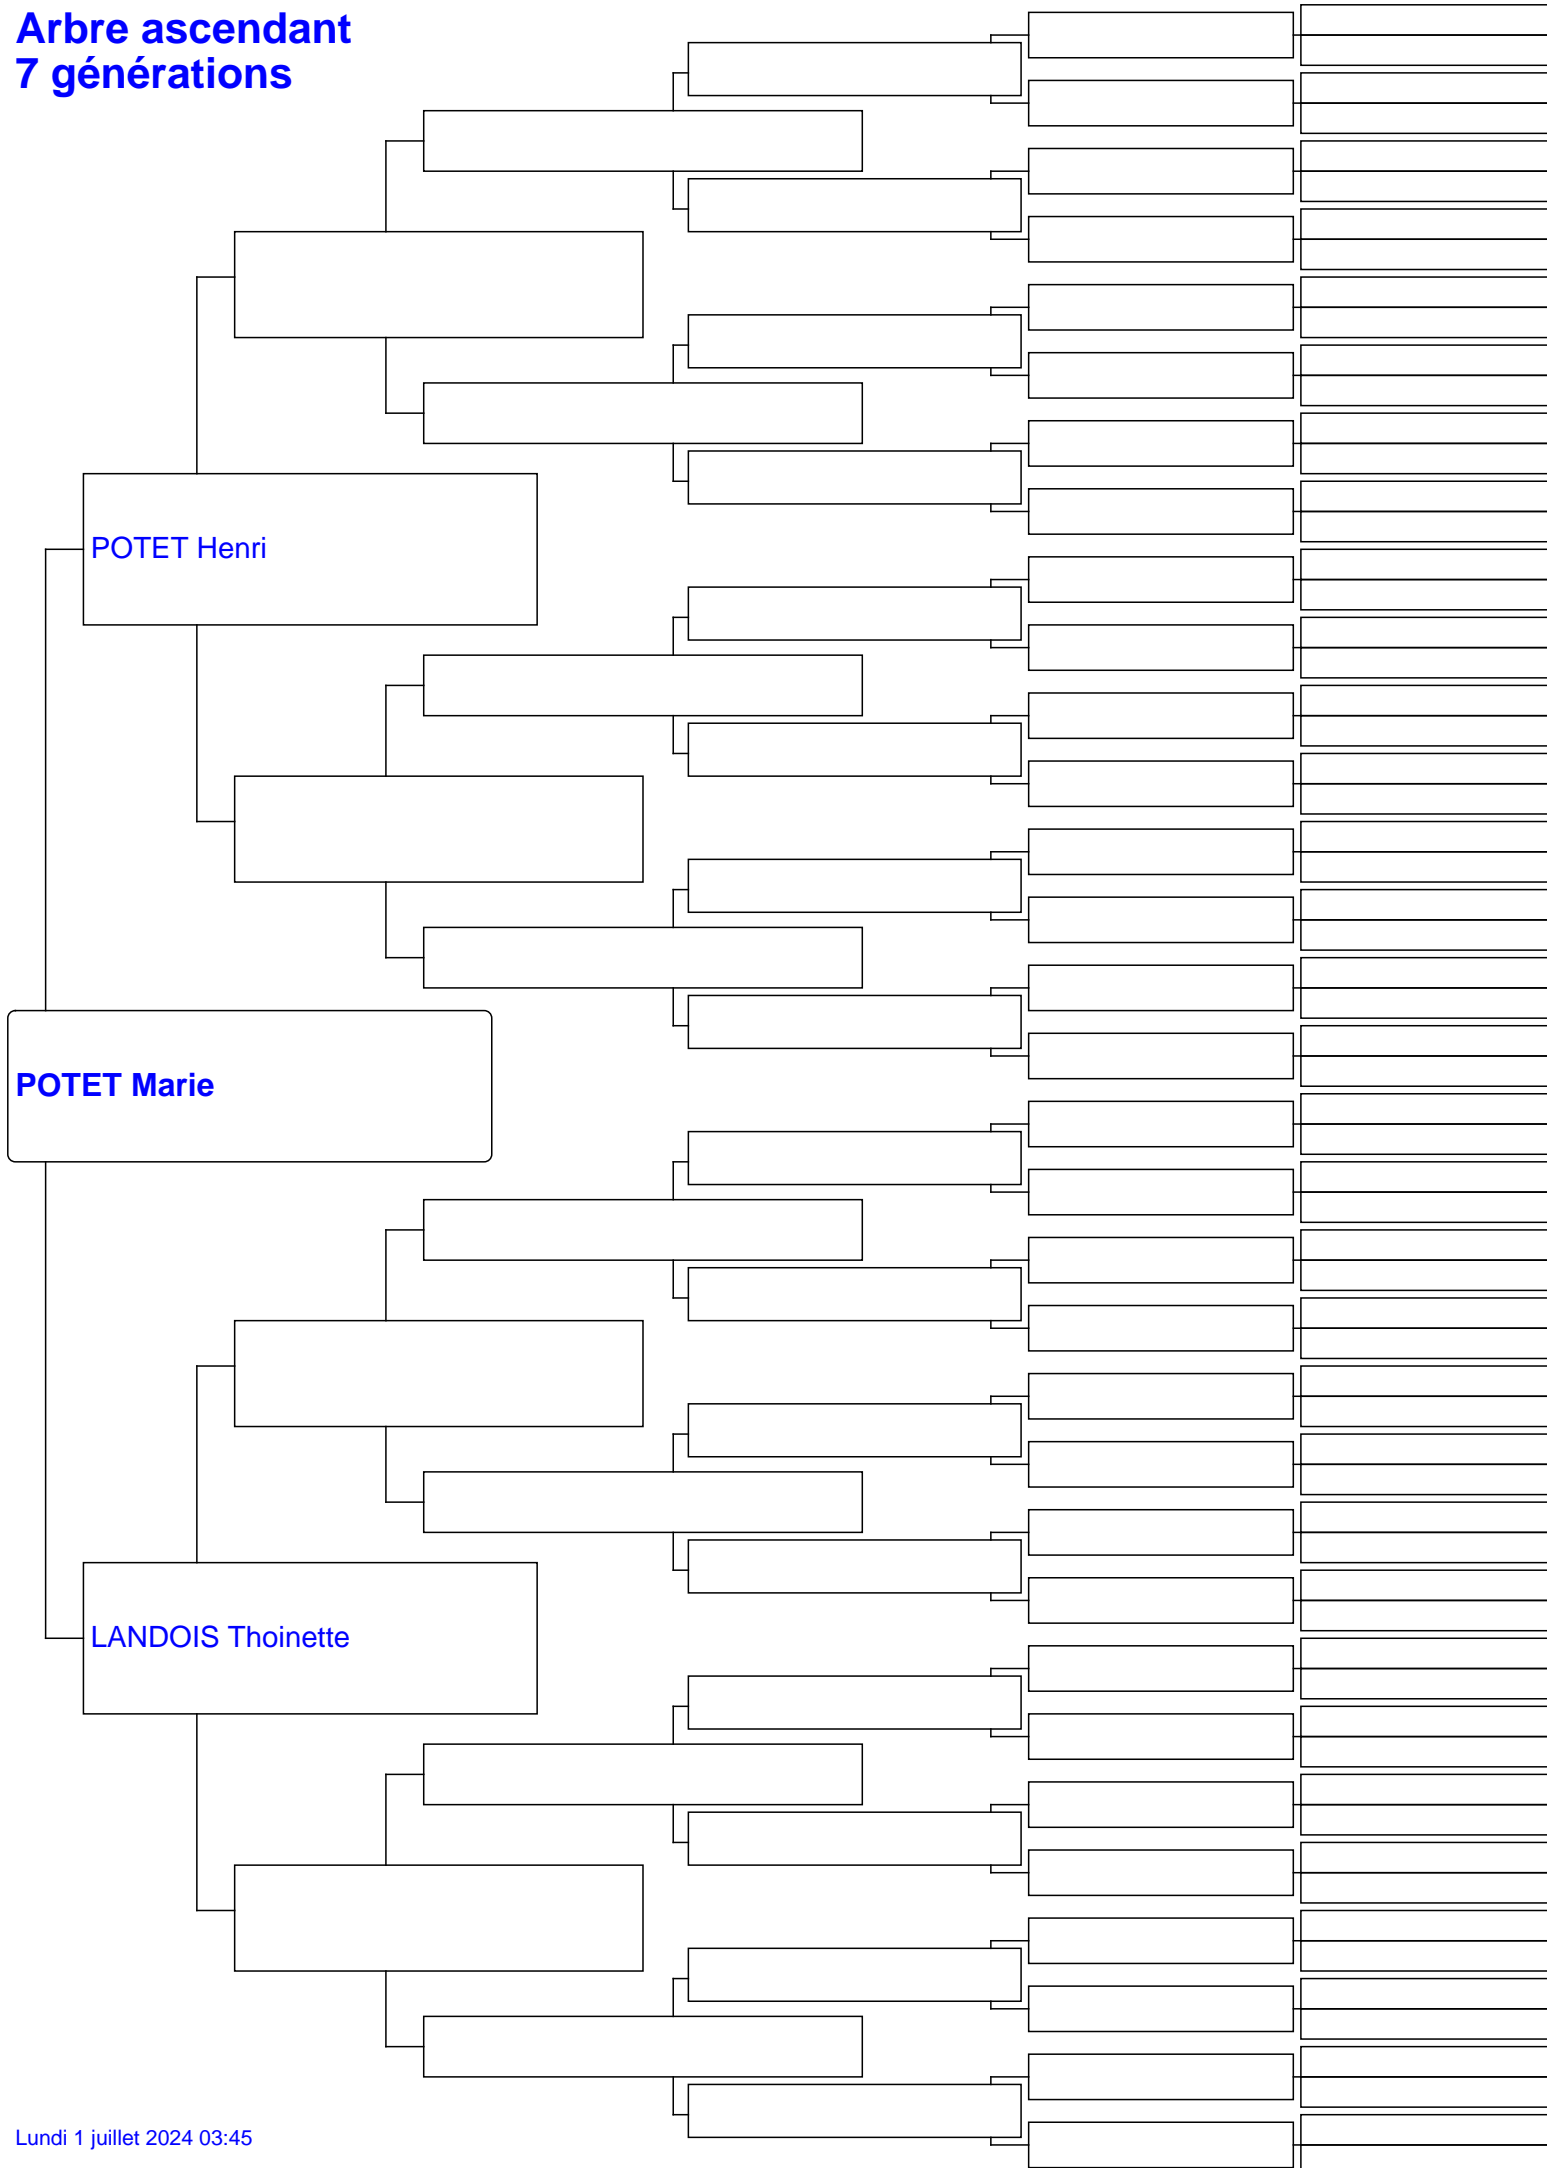 Arbre ascendant
7 générations
POTET Henri
POTET Marie
LANDOIS Thoinette
Lundi 1 juillet 2024 03:45